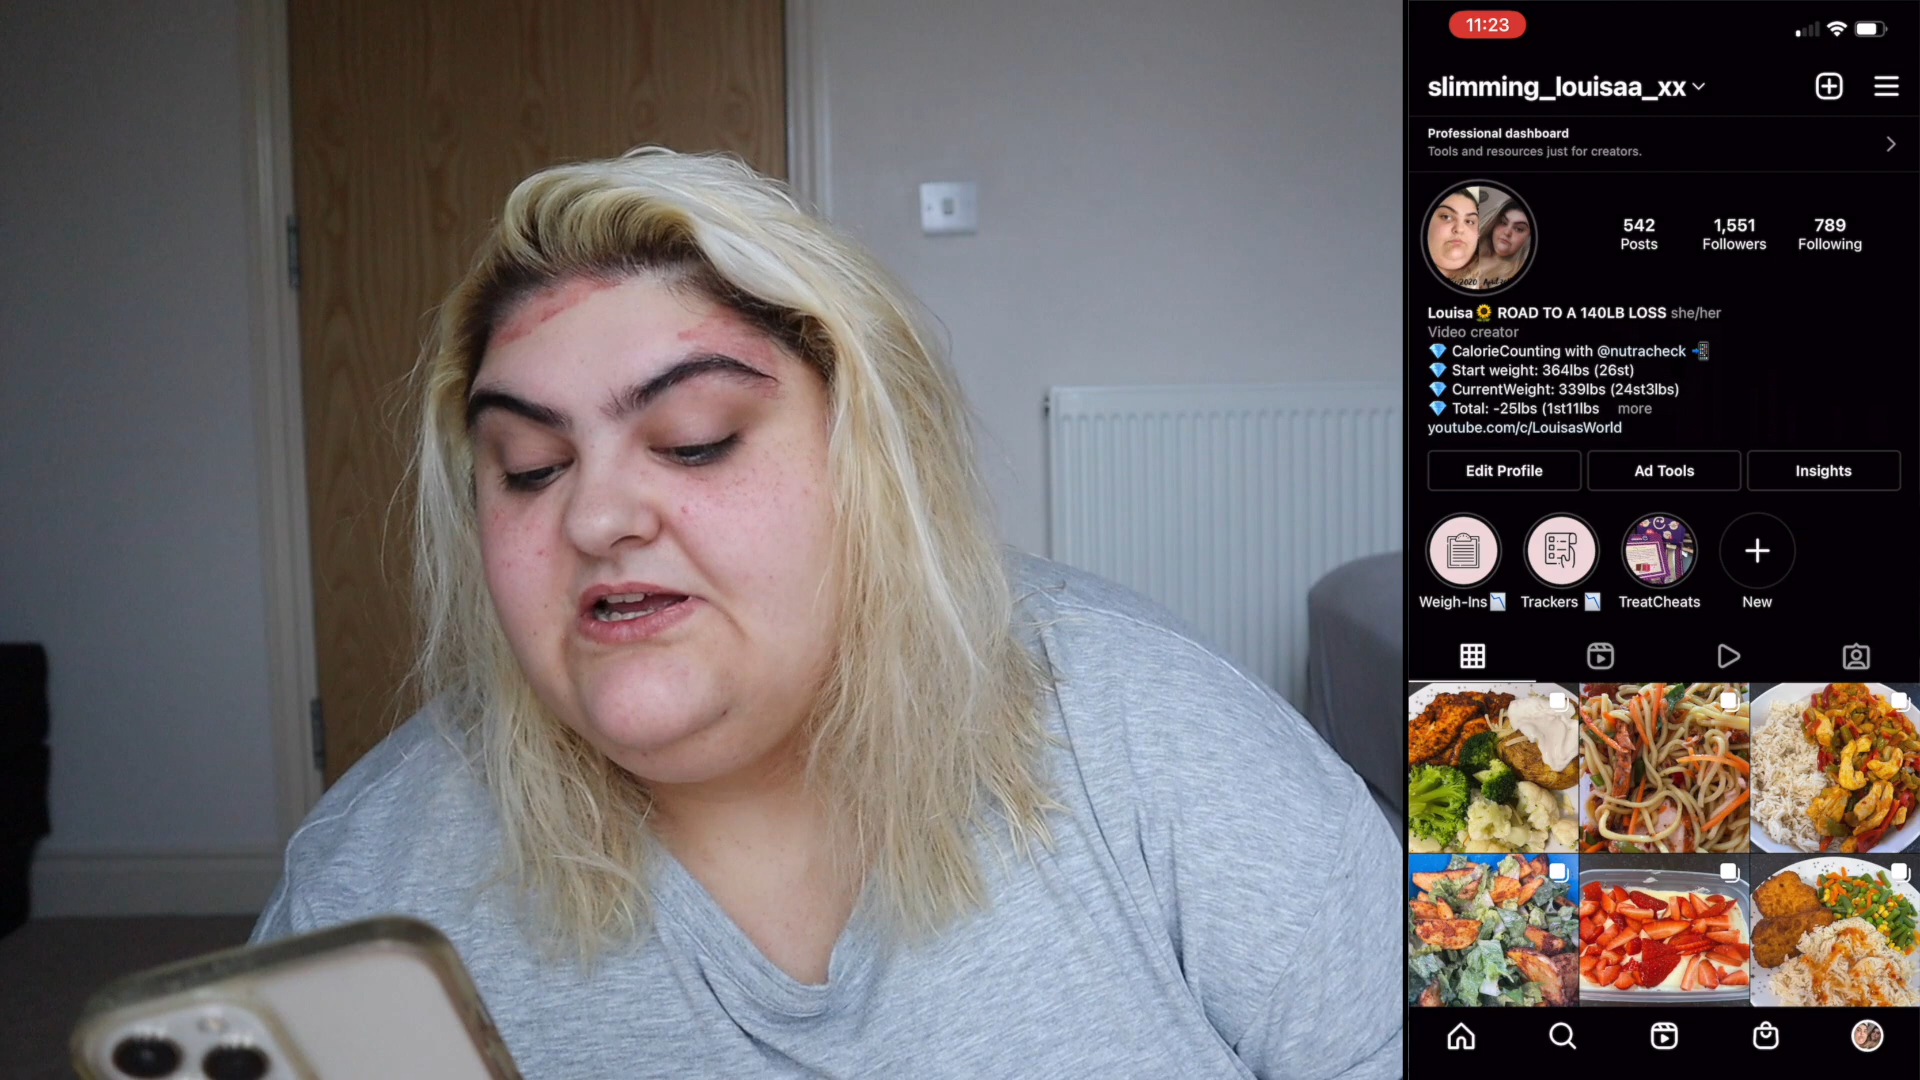 11:23
slimming_louisaa_xx
Professional dashboard
Tools and resources just for creators.
542 1,551 789
Posts Followers Following
Louisa🌻 ROAD TO A 140LB LOSS she/her
Video creator
💎 CalorieCounting with @nutracheck 📲
💎 Start weight: 364lbs (26st)
💎 CurrentWeight: 339lbs (24st3lbs)
💎 Total: -25lbs (1st11lbs more
youtube.com/c/LouisasWorld
Edit Profile Ad Tools Insights
Weigh-Ins📉 Trackers 📉 TreatCheats New